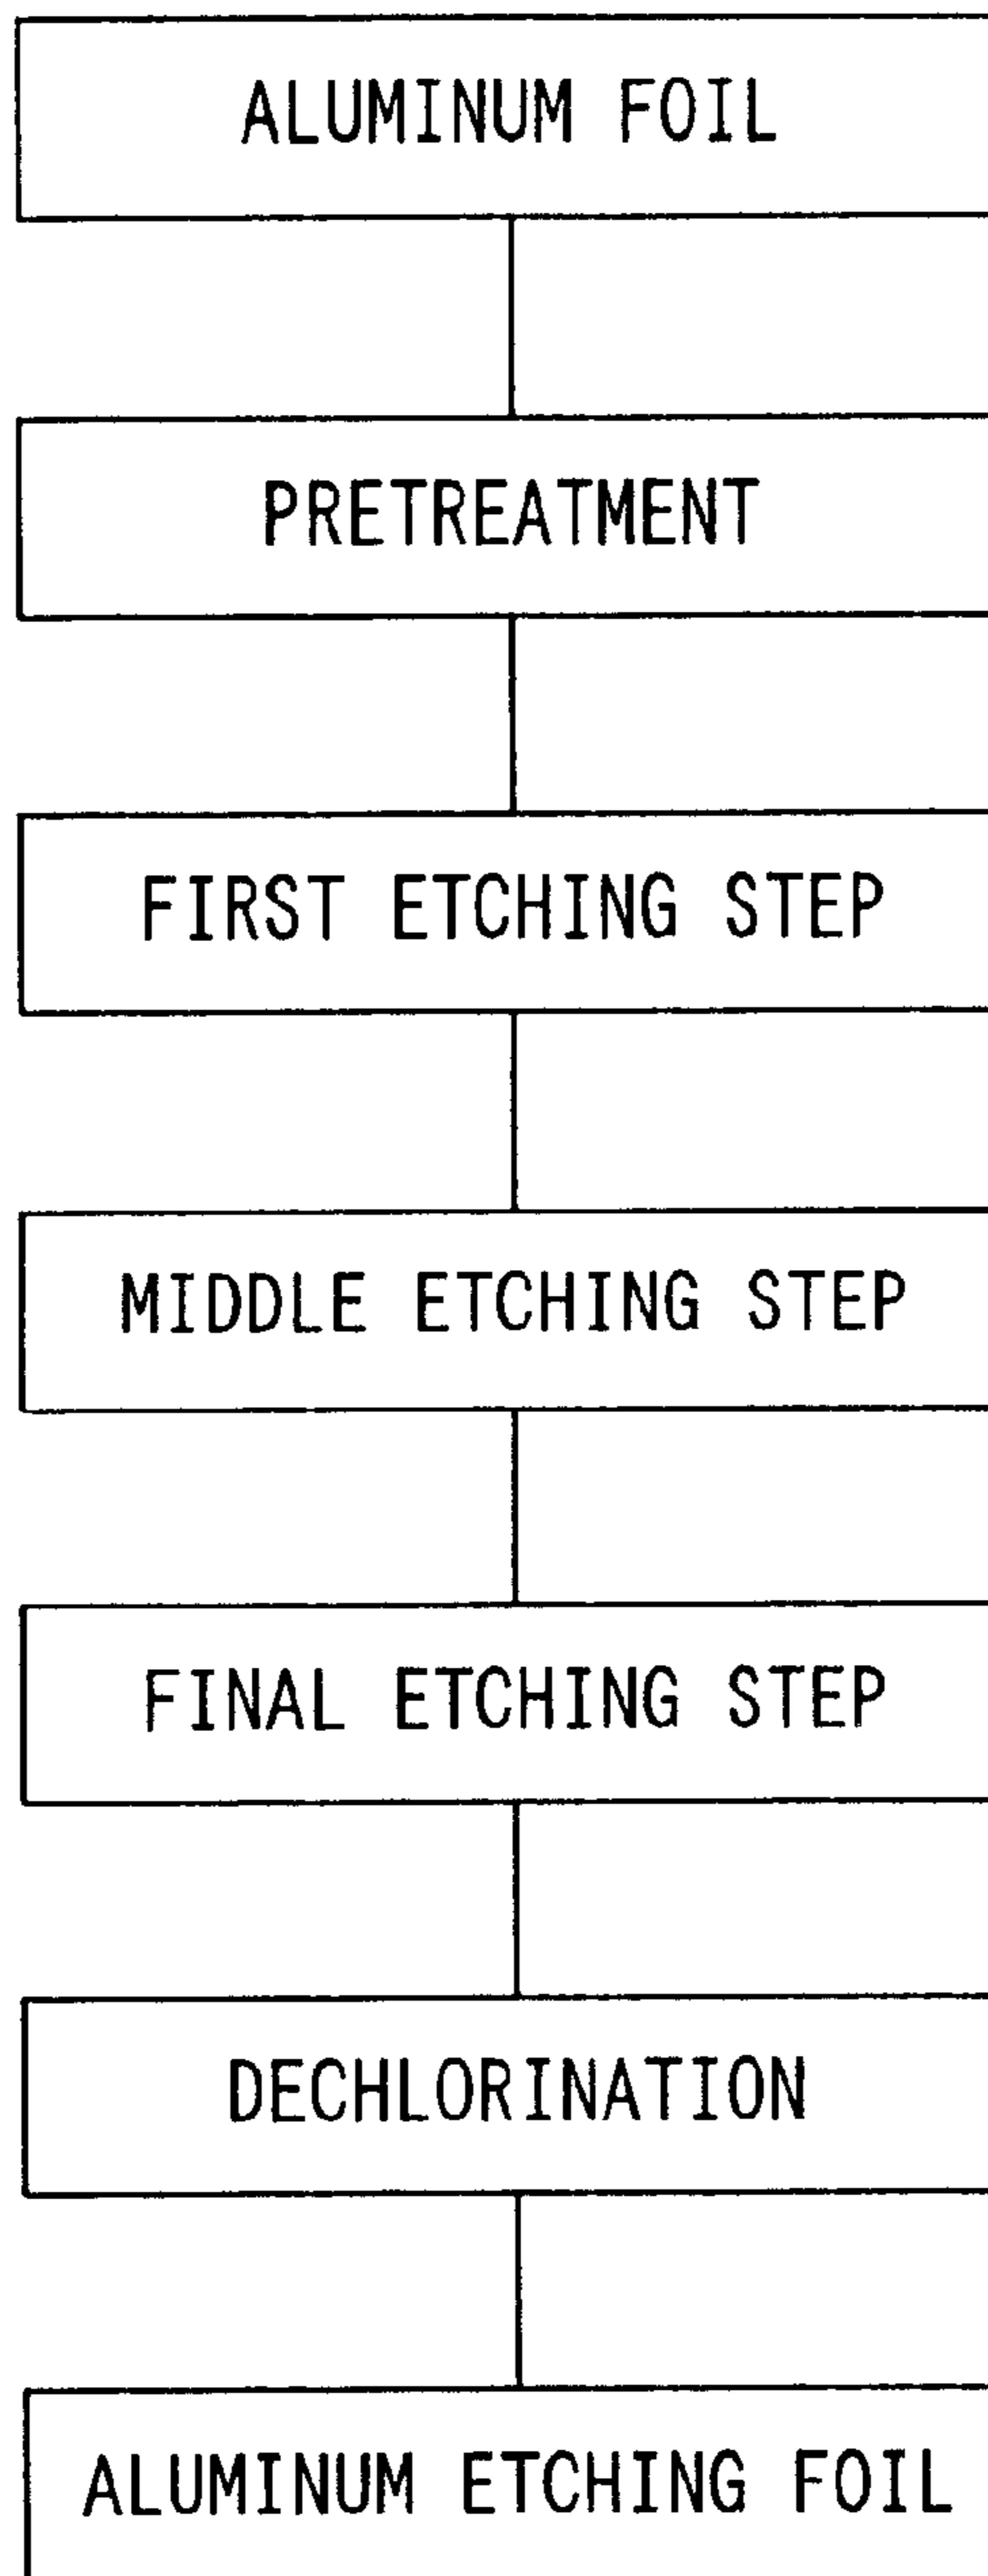 ALUMINUM FOIL
PRETREATMENT
FIRST ETCHING STEP
MIDDLE ETCHING STEP
FINAL ETCHING STEP
DECHLORINATION
ALUMINUM ETCHING FOIL